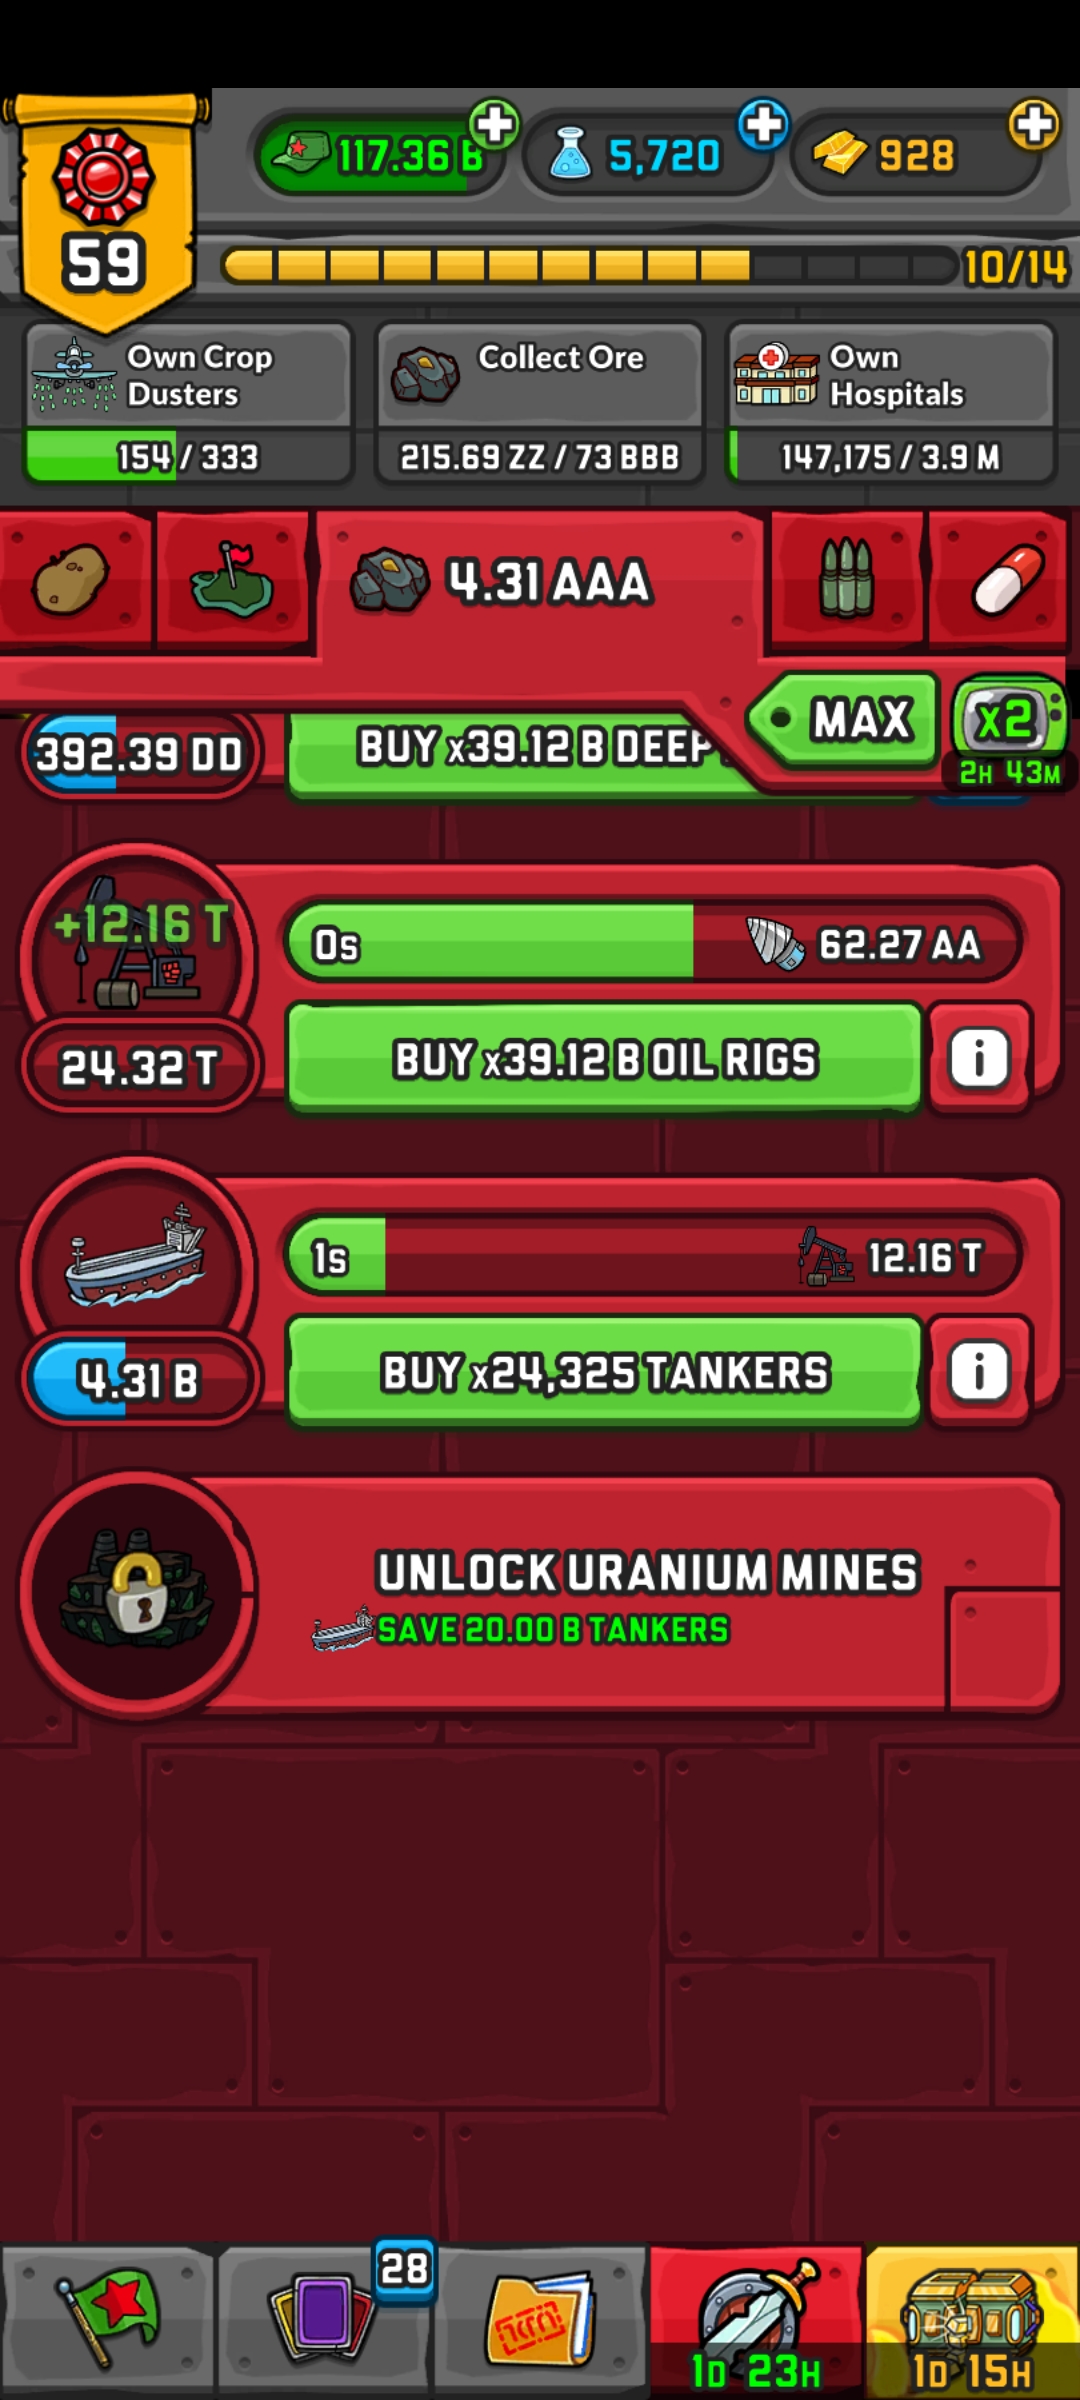 117.36 B
5,720
928
59
10/14
Own Crop
Dusters
154 / 333
Collect Ore
215.69 ZZ / 73 BBB
Own
Hospitals
147,175 / 3.9 M
4.31 AAA
MAX
x2
2H 43M
392.39 DD
BUY x39.12 B DEEP
+12.16 T
0s
62.27 AA
24.32 T
BUY x39.12 B OIL RIGS
i
1s
12.16 T
4.31 B
BUY x24,325 TANKERS
i
UNLOCK URANIUM MINES
SAVE 20.00 B TANKERS
28
1D 23H
1D 15H